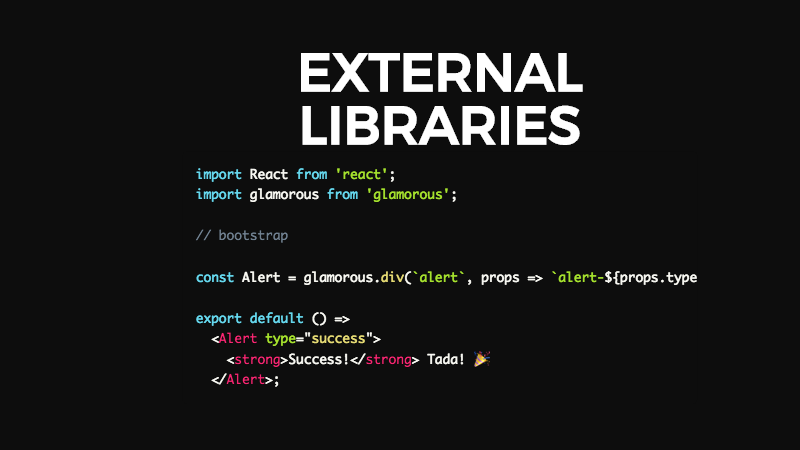 EXTERNAL
LIBRARIES
import React from 'react';
import glamorous from 'glamorous';
// bootstrap
const Alert = glamorous.div(`alert`, props => `alert-${props.type
export default () =>
  <Alert type="success">
    <strong>Success!</strong> Tada! 🎉
  </Alert>;